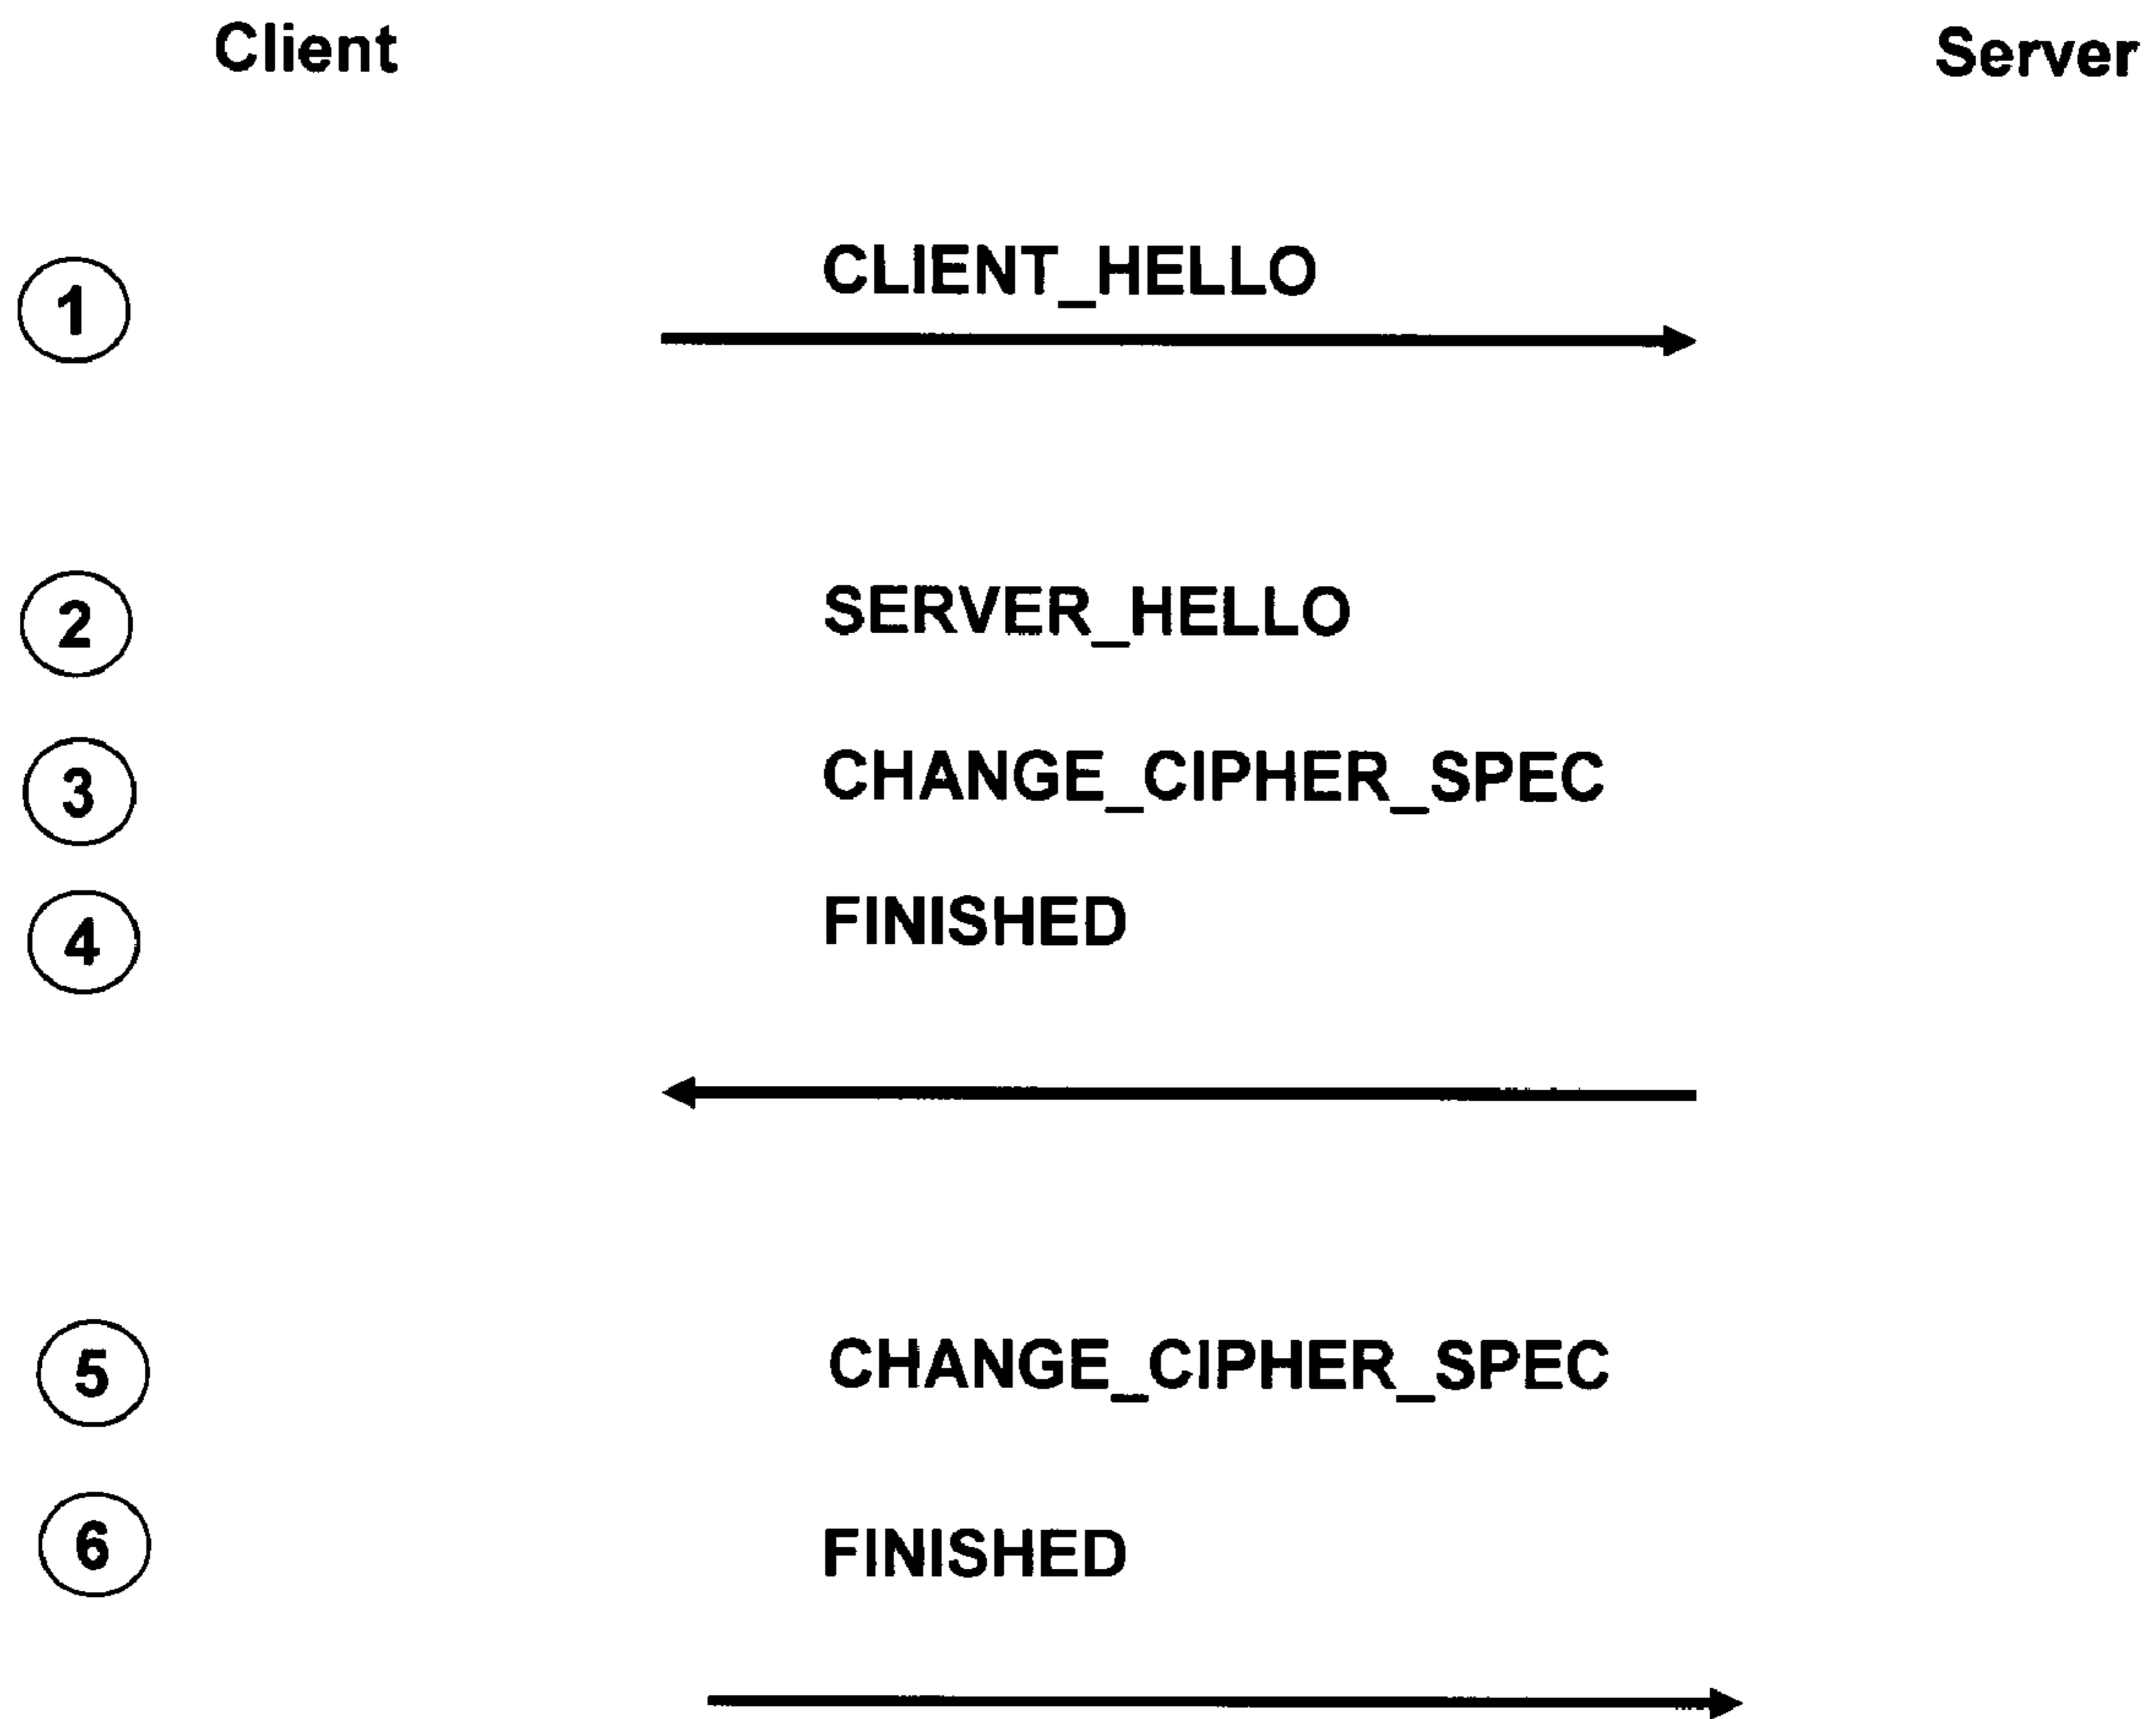 Client Server
1 CLIENT_HELLO
2 SERVER_HELLO
3 CHANGE_CIPHER_SPEC
4 FINISHED
5 CHANGE_CIPHER_SPEC
6 FINISHED